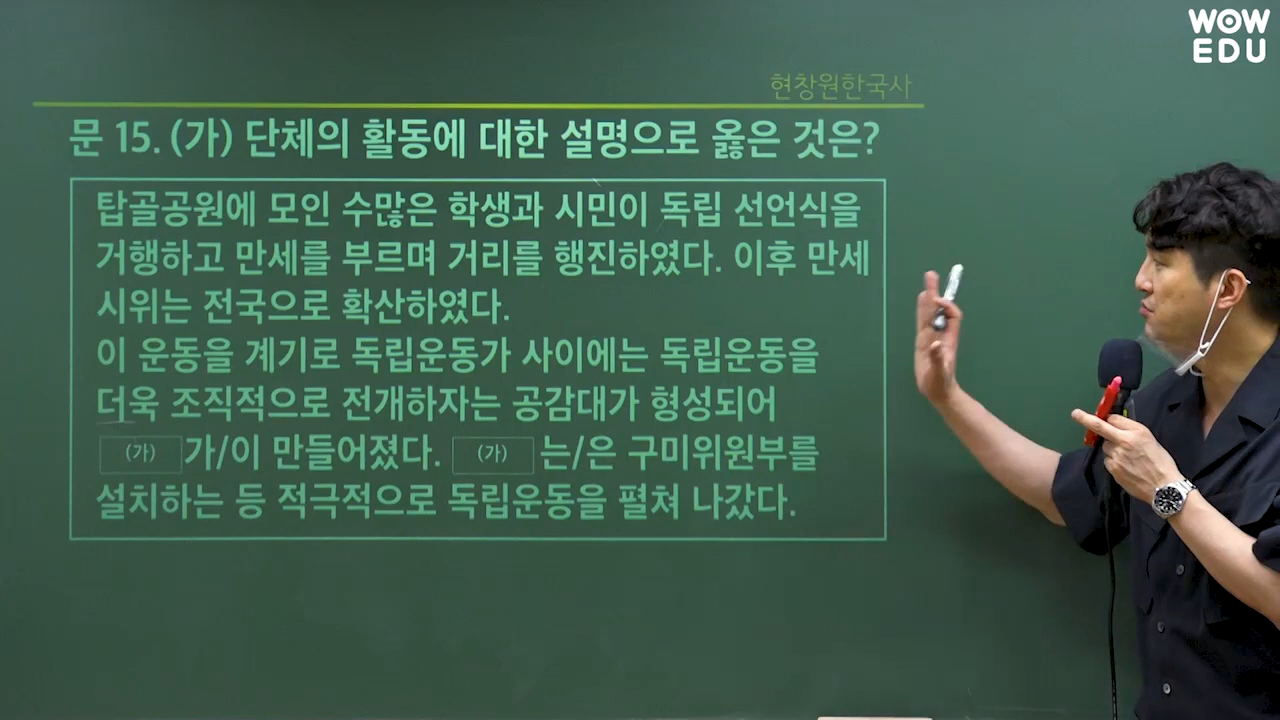 WOW
EDU
현창원한국사
문 15. (가) 단체의 활동에 대한 설명으로 옳은 것은?
탑골공원에 모인 수많은 학생과 시민이 독립 선언식을
거행하고 만세를 부르며 거리를 행진하였다. 이후 만세
시위는 전국으로 확산하였다.
이 운동을 계기로 독립운동가 사이에는 독립운동을
더욱 조직적으로 전개하자는 공감대가 형성되어
(가) 가/이 만들어졌다. (가) 는/은 구미위원부를
설치하는 등 적극적으로 독립운동을 펼쳐 나갔다.